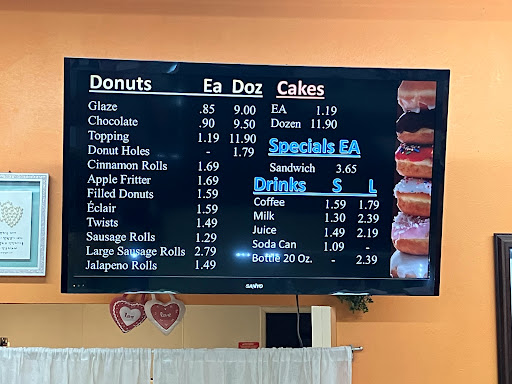 Donuts Ea Doz
Glaze .85 9.00
Chocolate .90 9.50
Topping 1.19 11.90
Donut Holes - 1.79
Cinnamon Rolls 1.69
Apple Fritter 1.69
Filled Donuts 1.59
Éclair 1.59
Twists 1.49
Sausage Rolls 1.29
Large Sausage Rolls 2.79
Jalapeno Rolls 1.49
Cakes
EA 1.19
Dozen 11.90
Specials EA
Sandwich 3.65
Drinks S L
Coffee 1.59 1.79
Milk 1.30 2.39
Juice 1.49 2.19
Soda Can 1.09 -
Bottle 20 Oz. - 2.39
SANYO